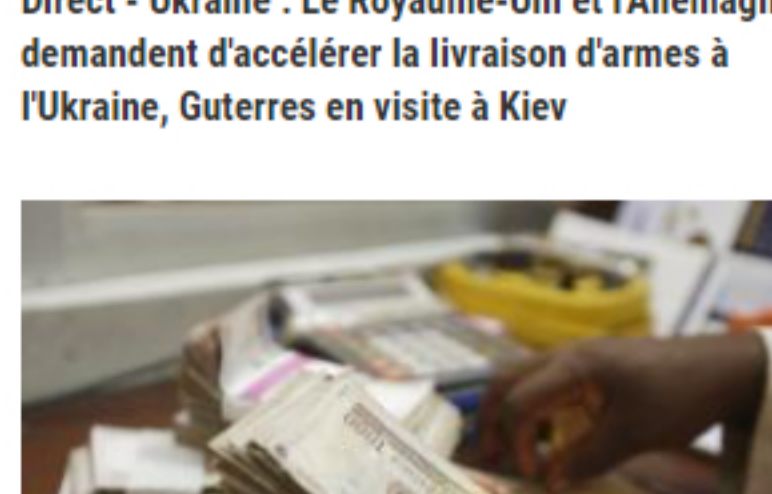 Direct - Ukraine : Le Royaume-Uni et l'Allemagn
demandent d'accélérer la livraison d'armes à
l'Ukraine, Guterres en visite à Kiev